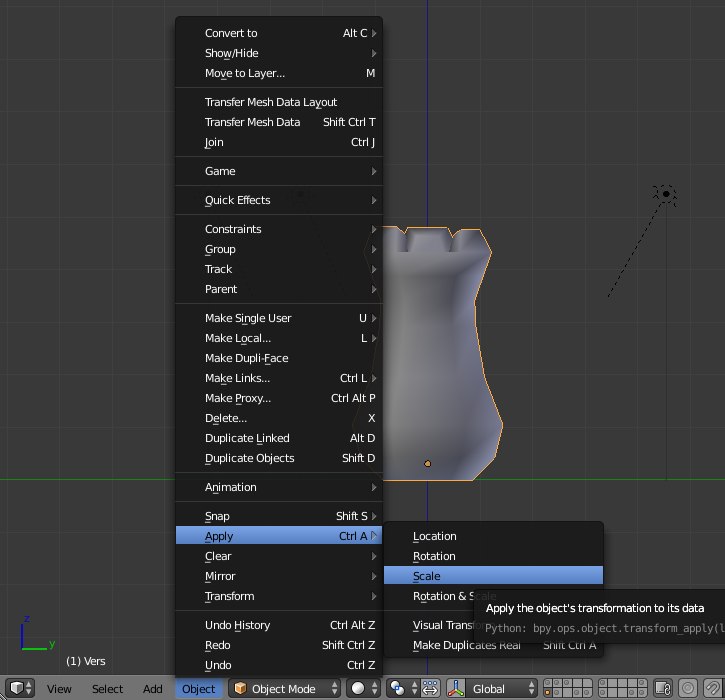 Convert to Alt C
Show/Hide
Move to Layer... M
Transfer Mesh Data Layout
Transfer Mesh Data Shift Ctrl T
Join Ctrl J
Game
Quick Effects
Constraints
Group
Track
Parent
Make Single User U
Make Local... L
Make Dupli-Face
Make Links... Ctrl L
Make Proxy... Ctrl Alt P
Delete... X
Duplicate Linked Alt D
Duplicate Objects Shift D
Animation
Snap Shift S
Apply Ctrl A
Clear
Mirror
Transform
Undo History Ctrl Alt Z
Redo Shift Ctrl Z
Undo Ctrl Z
Location
Rotation
Scale
Rotation & Scale
Visual Transfo
Make Duplicates Real Shift Ctrl A
Apply the object's transformation to its data
Python: bpy.ops.object.transform_apply(l
z
y
(1) Vers
View Select Add Object Object Mode Global